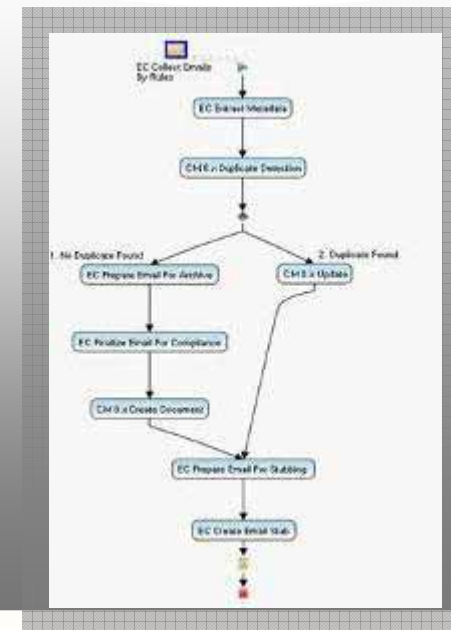 EC Collect Emails
By Rules
EC Extract Metadata
CM 8.x Duplicate Detection
1. No Duplicate Found
2. Duplicate Found
EC Prepare Email For Archive
CM 8.x Update
EC Finalize Email For Compliance
CM 8.x Create Document
EC Prepare Email For Stubbing
EC Create Email Stub